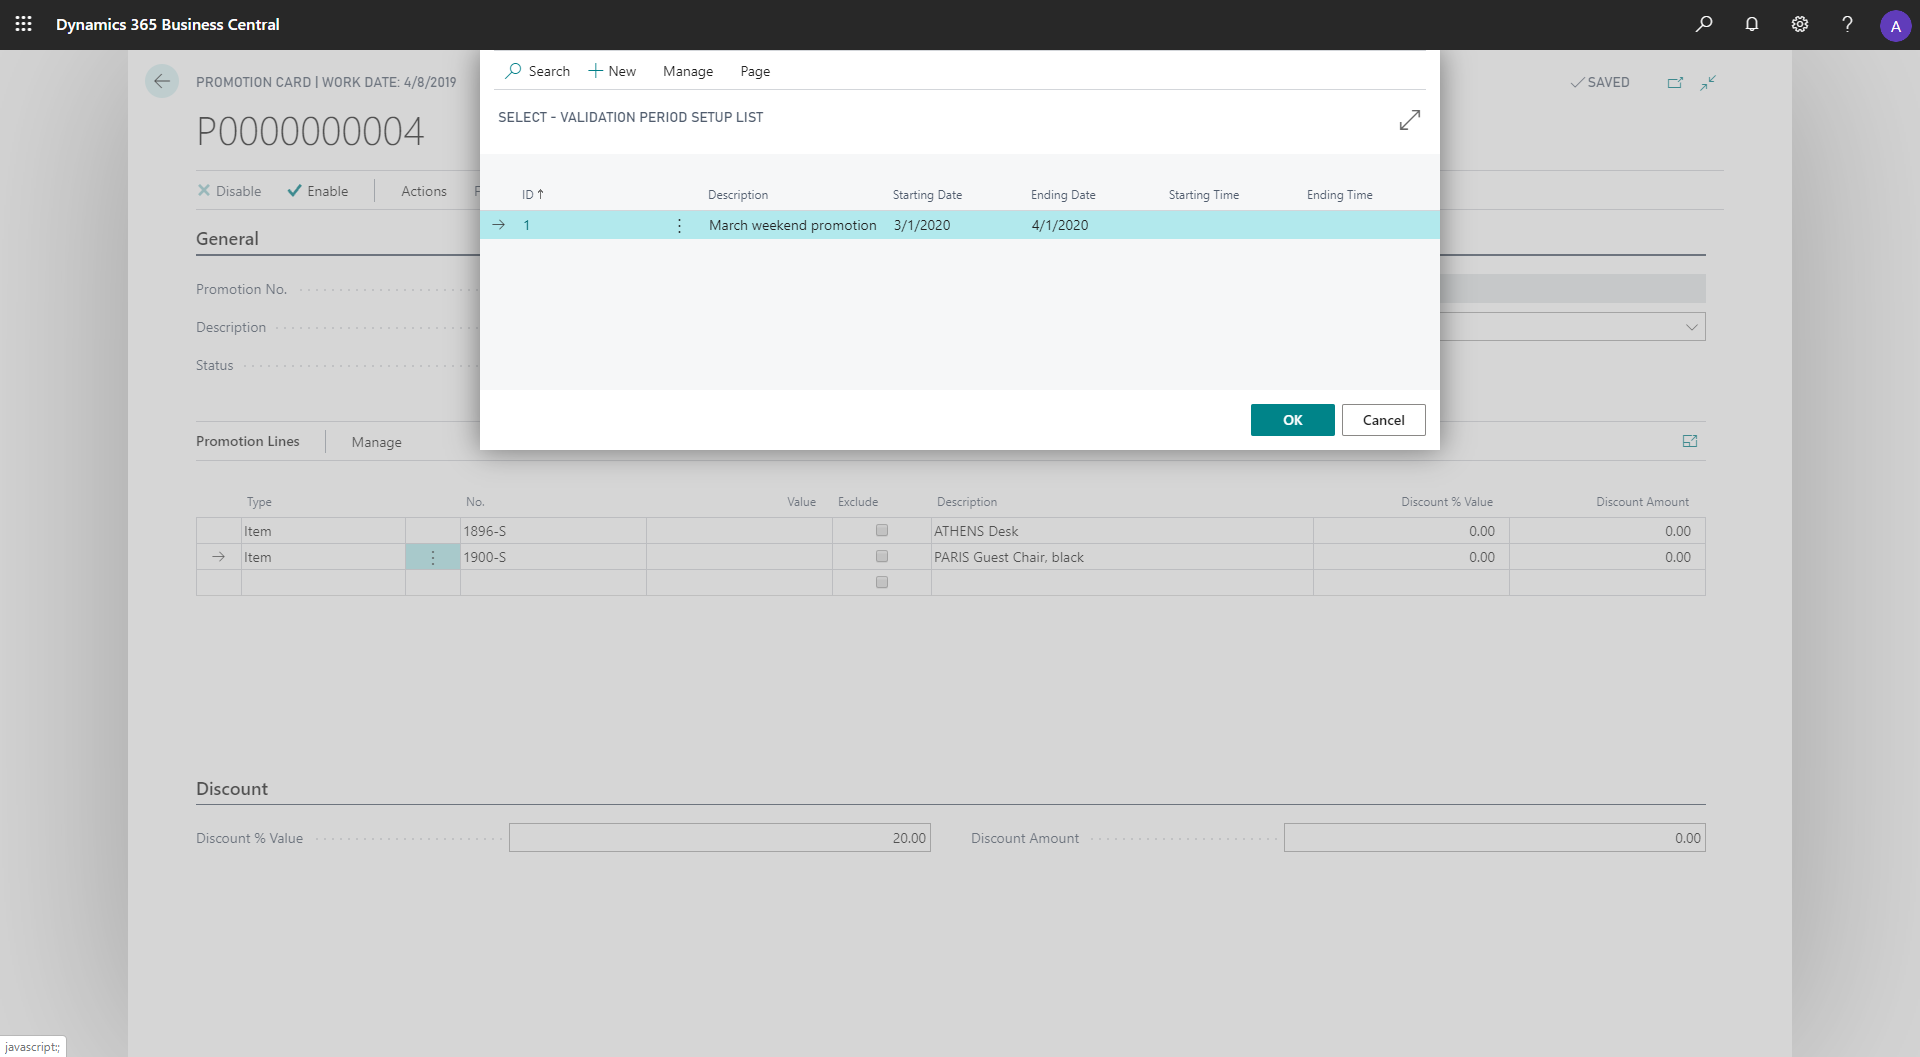 Dynamics 365 Business Central
?
A
PROMOTION CARD | WORK DATE: 4/8/2019
SAVED
P0000000004
Disable Enable Actions
Search New Manage Page
SELECT - VALIDATION PERIOD SETUP LIST
ID ↑ Description Starting Date Ending Date Starting Time Ending Time
1 March weekend promotion 3/1/2020 4/1/2020
OK Cancel
General
Promotion No.
Description
Status
Promotion Lines Manage
Type No. Value Exclude Description Discount % Value Discount Amount
Item 1896-S ATHENS Desk 0.00 0.00
Item 1900-S PARIS Guest Chair, black 0.00 0.00
Discount
Discount % Value 20.00 Discount Amount 0.00
javascript:;